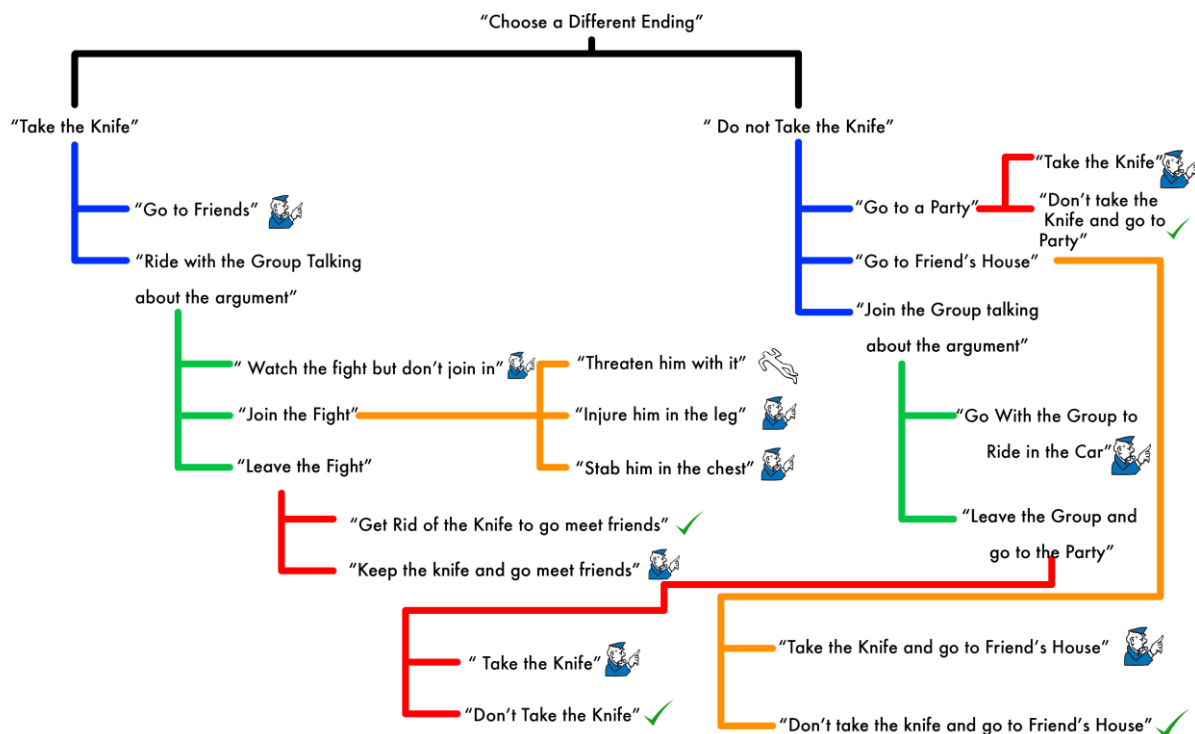 “Choose a Different Ending”
“Take the Knife”
“ Do not Take the Knife”
“Go to Friends”
“Ride with the Group Talking
about the argument”
“ Watch the fight but don’t join in”
“Join the Fight”
“Leave the Fight”
“Threaten him with it”
“Injure him in the leg”
“Stab him in the chest”
“Get Rid of the Knife to go meet friends”
“Keep the knife and go meet friends”
“Go to a Party”
“Take the Knife”
“Don’t take the
Knife and go to
Party”
“Go to Friend’s House”
“Join the Group talking
about the argument”
“Go With the Group to
Ride in the Car”
“Leave the Group and
go to the Party”
“ Take the Knife”
“Don’t Take the Knife”
“Take the Knife and go to Friend’s House”
“Don’t take the knife and go to Friend’s House”